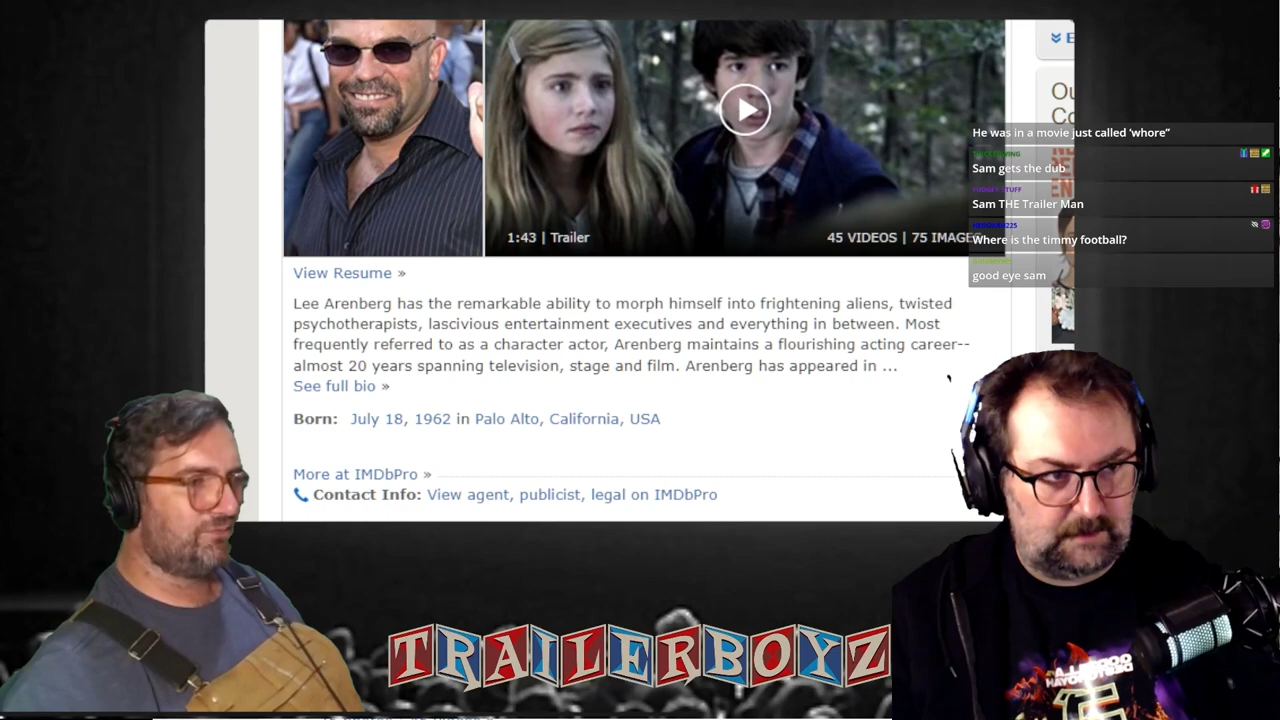 1:43 | Trailer
45 VIDEOS | 75 IMAGES
View Resume »
Lee Arenberg has the remarkable ability to morph himself into frightening aliens, twisted
psychotherapists, lascivious entertainment executives and everything in between. Most
frequently referred to as a character actor, Arenberg maintains a flourishing acting career--
almost 20 years spanning television, stage and film. Arenberg has appeared in ...
See full bio »
Born: July 18, 1962 in Palo Alto, California, USA
More at IMDbPro »
Contact Info: View agent, publicist, legal on IMDbPro
He was in a movie just called ‘whore”
Sam gets the dub
Sam THE Trailer Man
Where is the timmy football?
good eye sam
TRAILERBOYZ